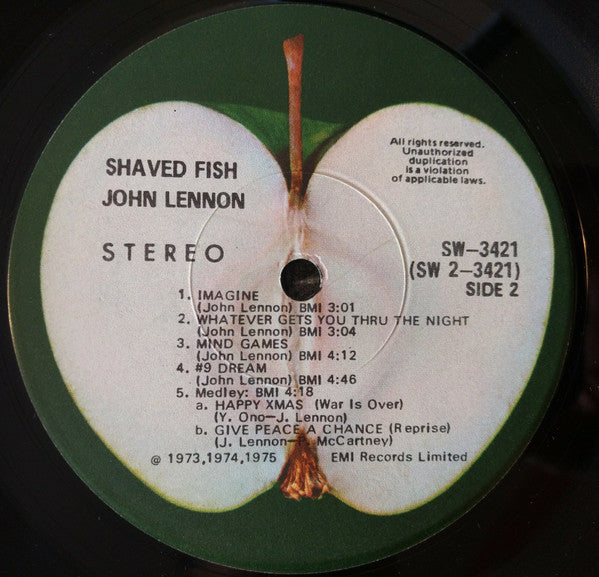 SHAVED FISH
JOHN LENNON
STEREO
All rights reserved.
Unauthorized
duplication
is a violation
of applicable laws.
SW-3421
(SW 2-3421)
SIDE 2
1. IMAGINE
(John Lennon) BMI 3:01
2. WHATEVER GETS YOU THRU THE NIGHT
(John Lennon) BMI 3:04
3. MIND GAMES
(John Lennon) BMI 4:12
4. #9 DREAM
(John Lennon) BMI 4:46
5. Medley: BMI 4:18
a. HAPPY XMAS (War Is Over)
(Y. Ono-J. Lennon)
b. GIVE PEACE A CHANCE (Reprise)
(J. Lennon-P. McCartney)
℗ 1973,1974,1975 EMI Records Limited